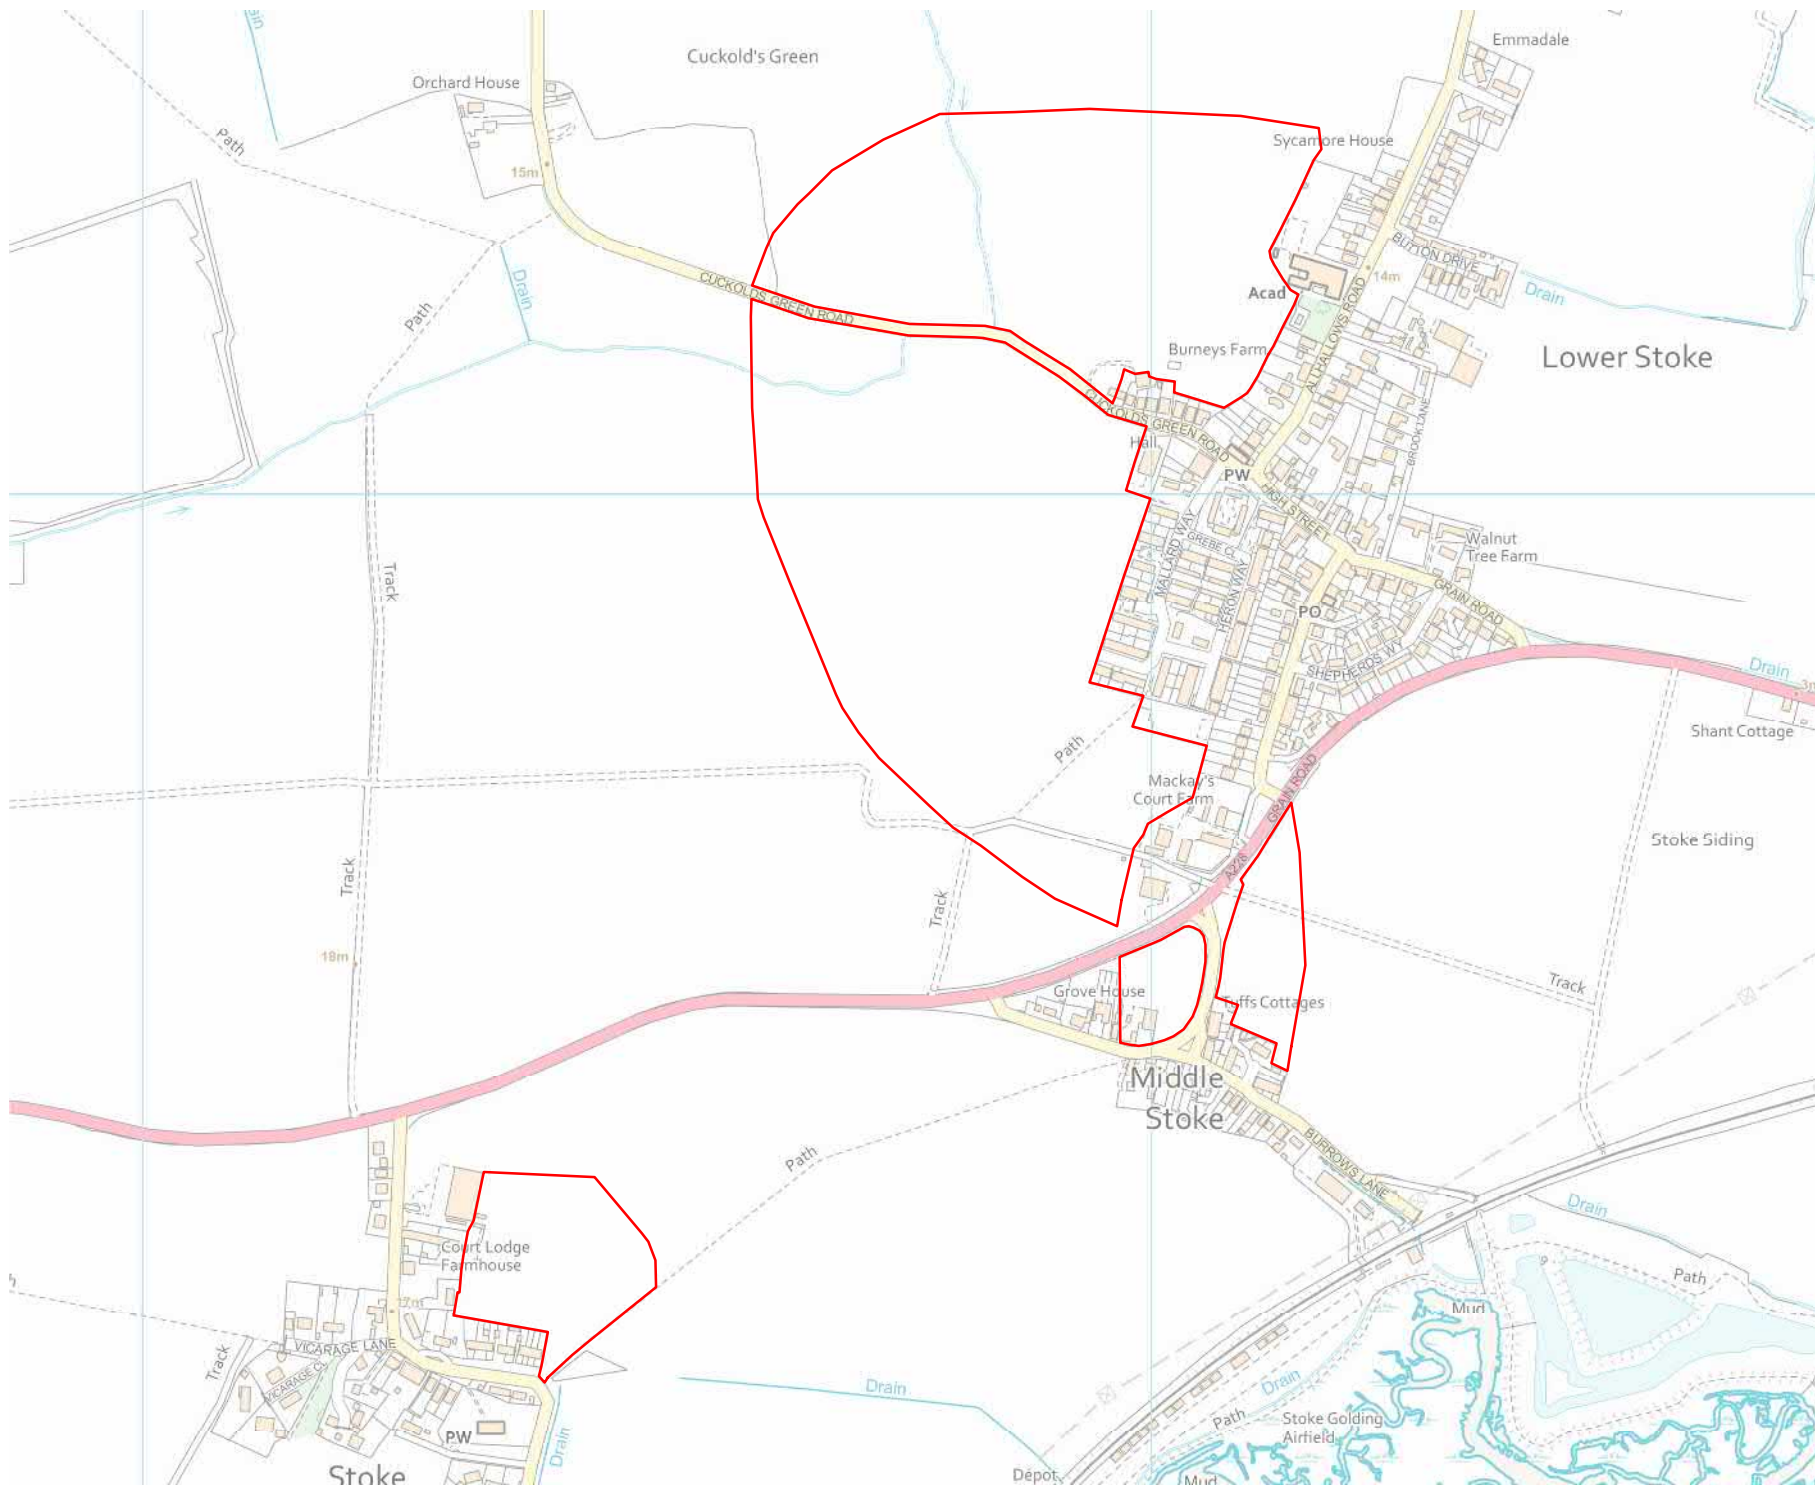 Drain
Cuckold's Green
Emmadale
Orchard House
Path
Sycamore House
15m
BUTTON DRIVE
14m
Drain
Acad
CUCKOLDS GREEN ROAD
Drain
Path
ALLHALLOWS ROAD
Burneys Farm
Lower Stoke
CUCKOLDS GREEN ROAD
BROOK LANE
Hall
PW
HIGH STREET
MALLARD WAY
GREBE CL
Walnut
Tree Farm
HERON WAY
Track
GRAIN ROAD
PO
SHEPHERDS WY
Drain
3m
Shant Cottage
Path
Mackay's
Court Farm
GRAIN ROAD
Stoke Siding
A228
Track
Track
18m
Track
Grove House
Tuffs Cottages
Middle
Stoke
Path
BURROWS LANE
Drain
Court Lodge
Farmhouse
Path
Mud
VICARAGE LANE
VICARAGE CL
Track
Drain
Drain
Path
Stoke Golding
Airfield
PW
Drain
Stoke
Depot
Mud